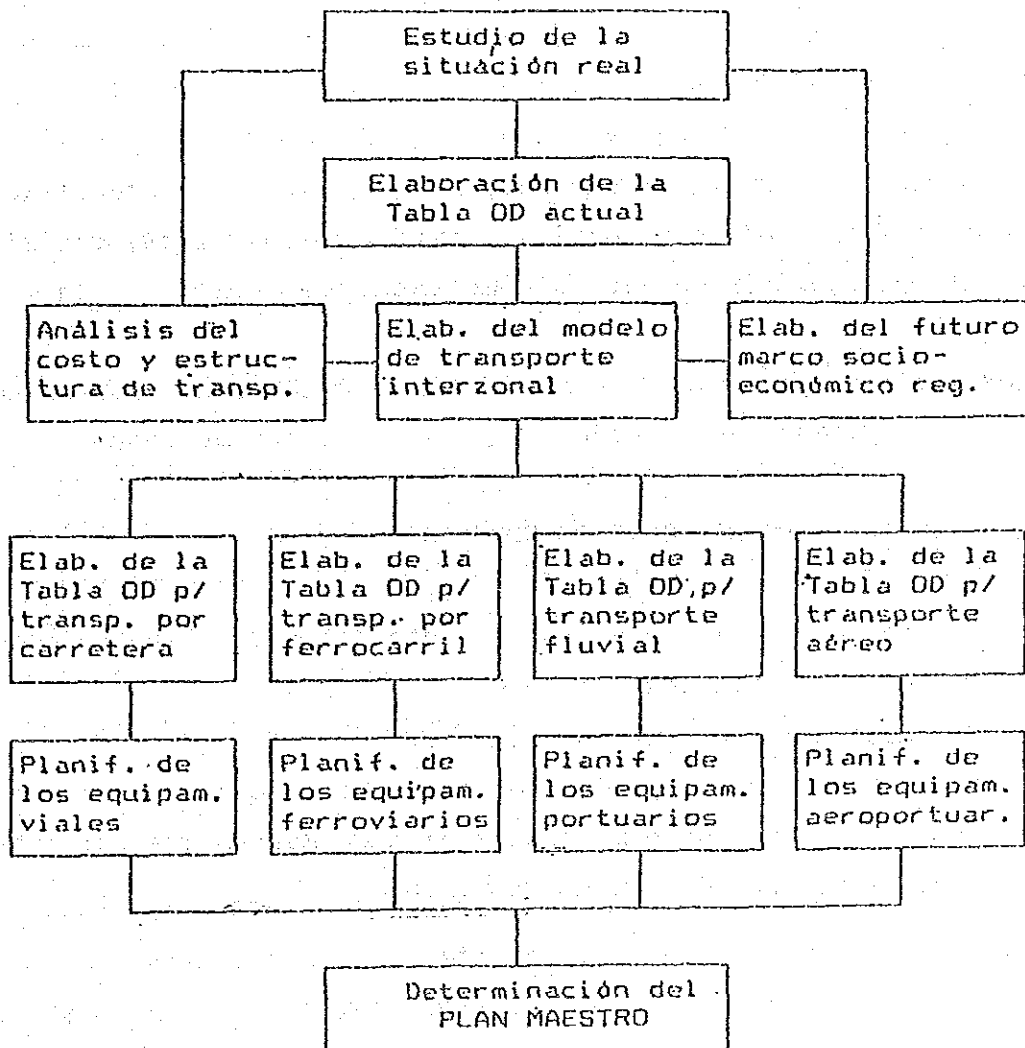 Estudio de la
situación real
Elaboración de la
Tabla OD actual
Análisis del
costo y estruc-
tura de transp.
Elab. del modelo
de transporte
interzonal
Elab. del futuro
marco socio-
económico reg.
Elab. de la
Tabla OD p/
transp. por
carretera
Elab. de la
Tabla OD p/
transp. por
ferrocarril
Elab. de la
Tabla OD p/
transporte
fluvial
Elab. de la
Tabla OD p/
transporte
aéreo
Planif. de
los equipam.
viales
Planif. de
los equipam.
ferroviarios
Planif. de
los equipam.
portuarios
Planif. de
los equipam.
aeroportuar.
Determinación del
PLAN MAESTRO